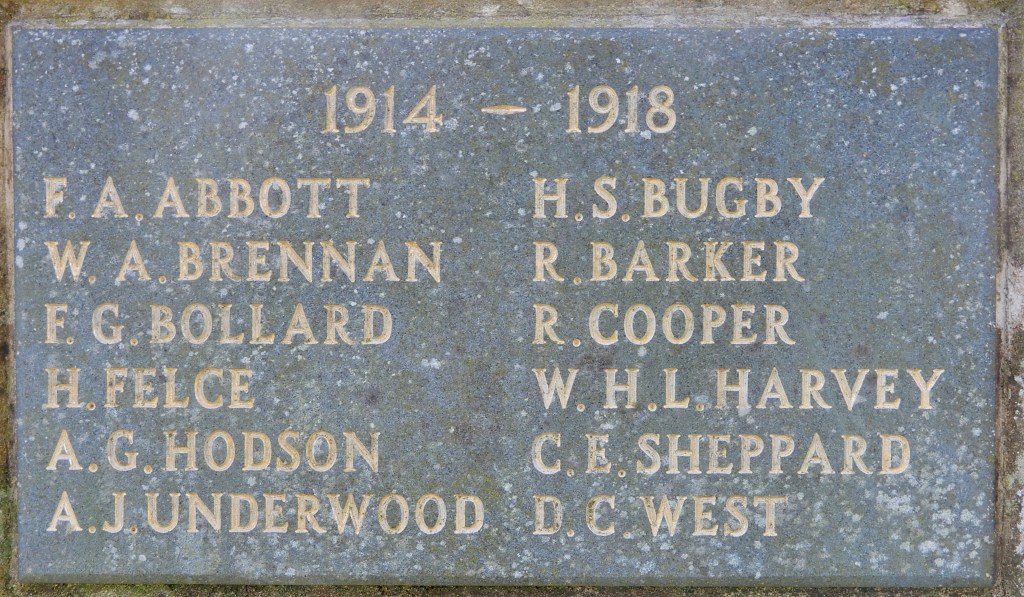 1914 – 1918
F. A. ABBOTT
W. A. BRENNAN
F. G. BOLLARD
H. FELCE
A. G. HODSON
A. J. UNDERWOOD
H. S. BUGBY
R. BARKER
R. COOPER
W. H. L. HARVEY
C. E. SHEPPARD
D. C WEST